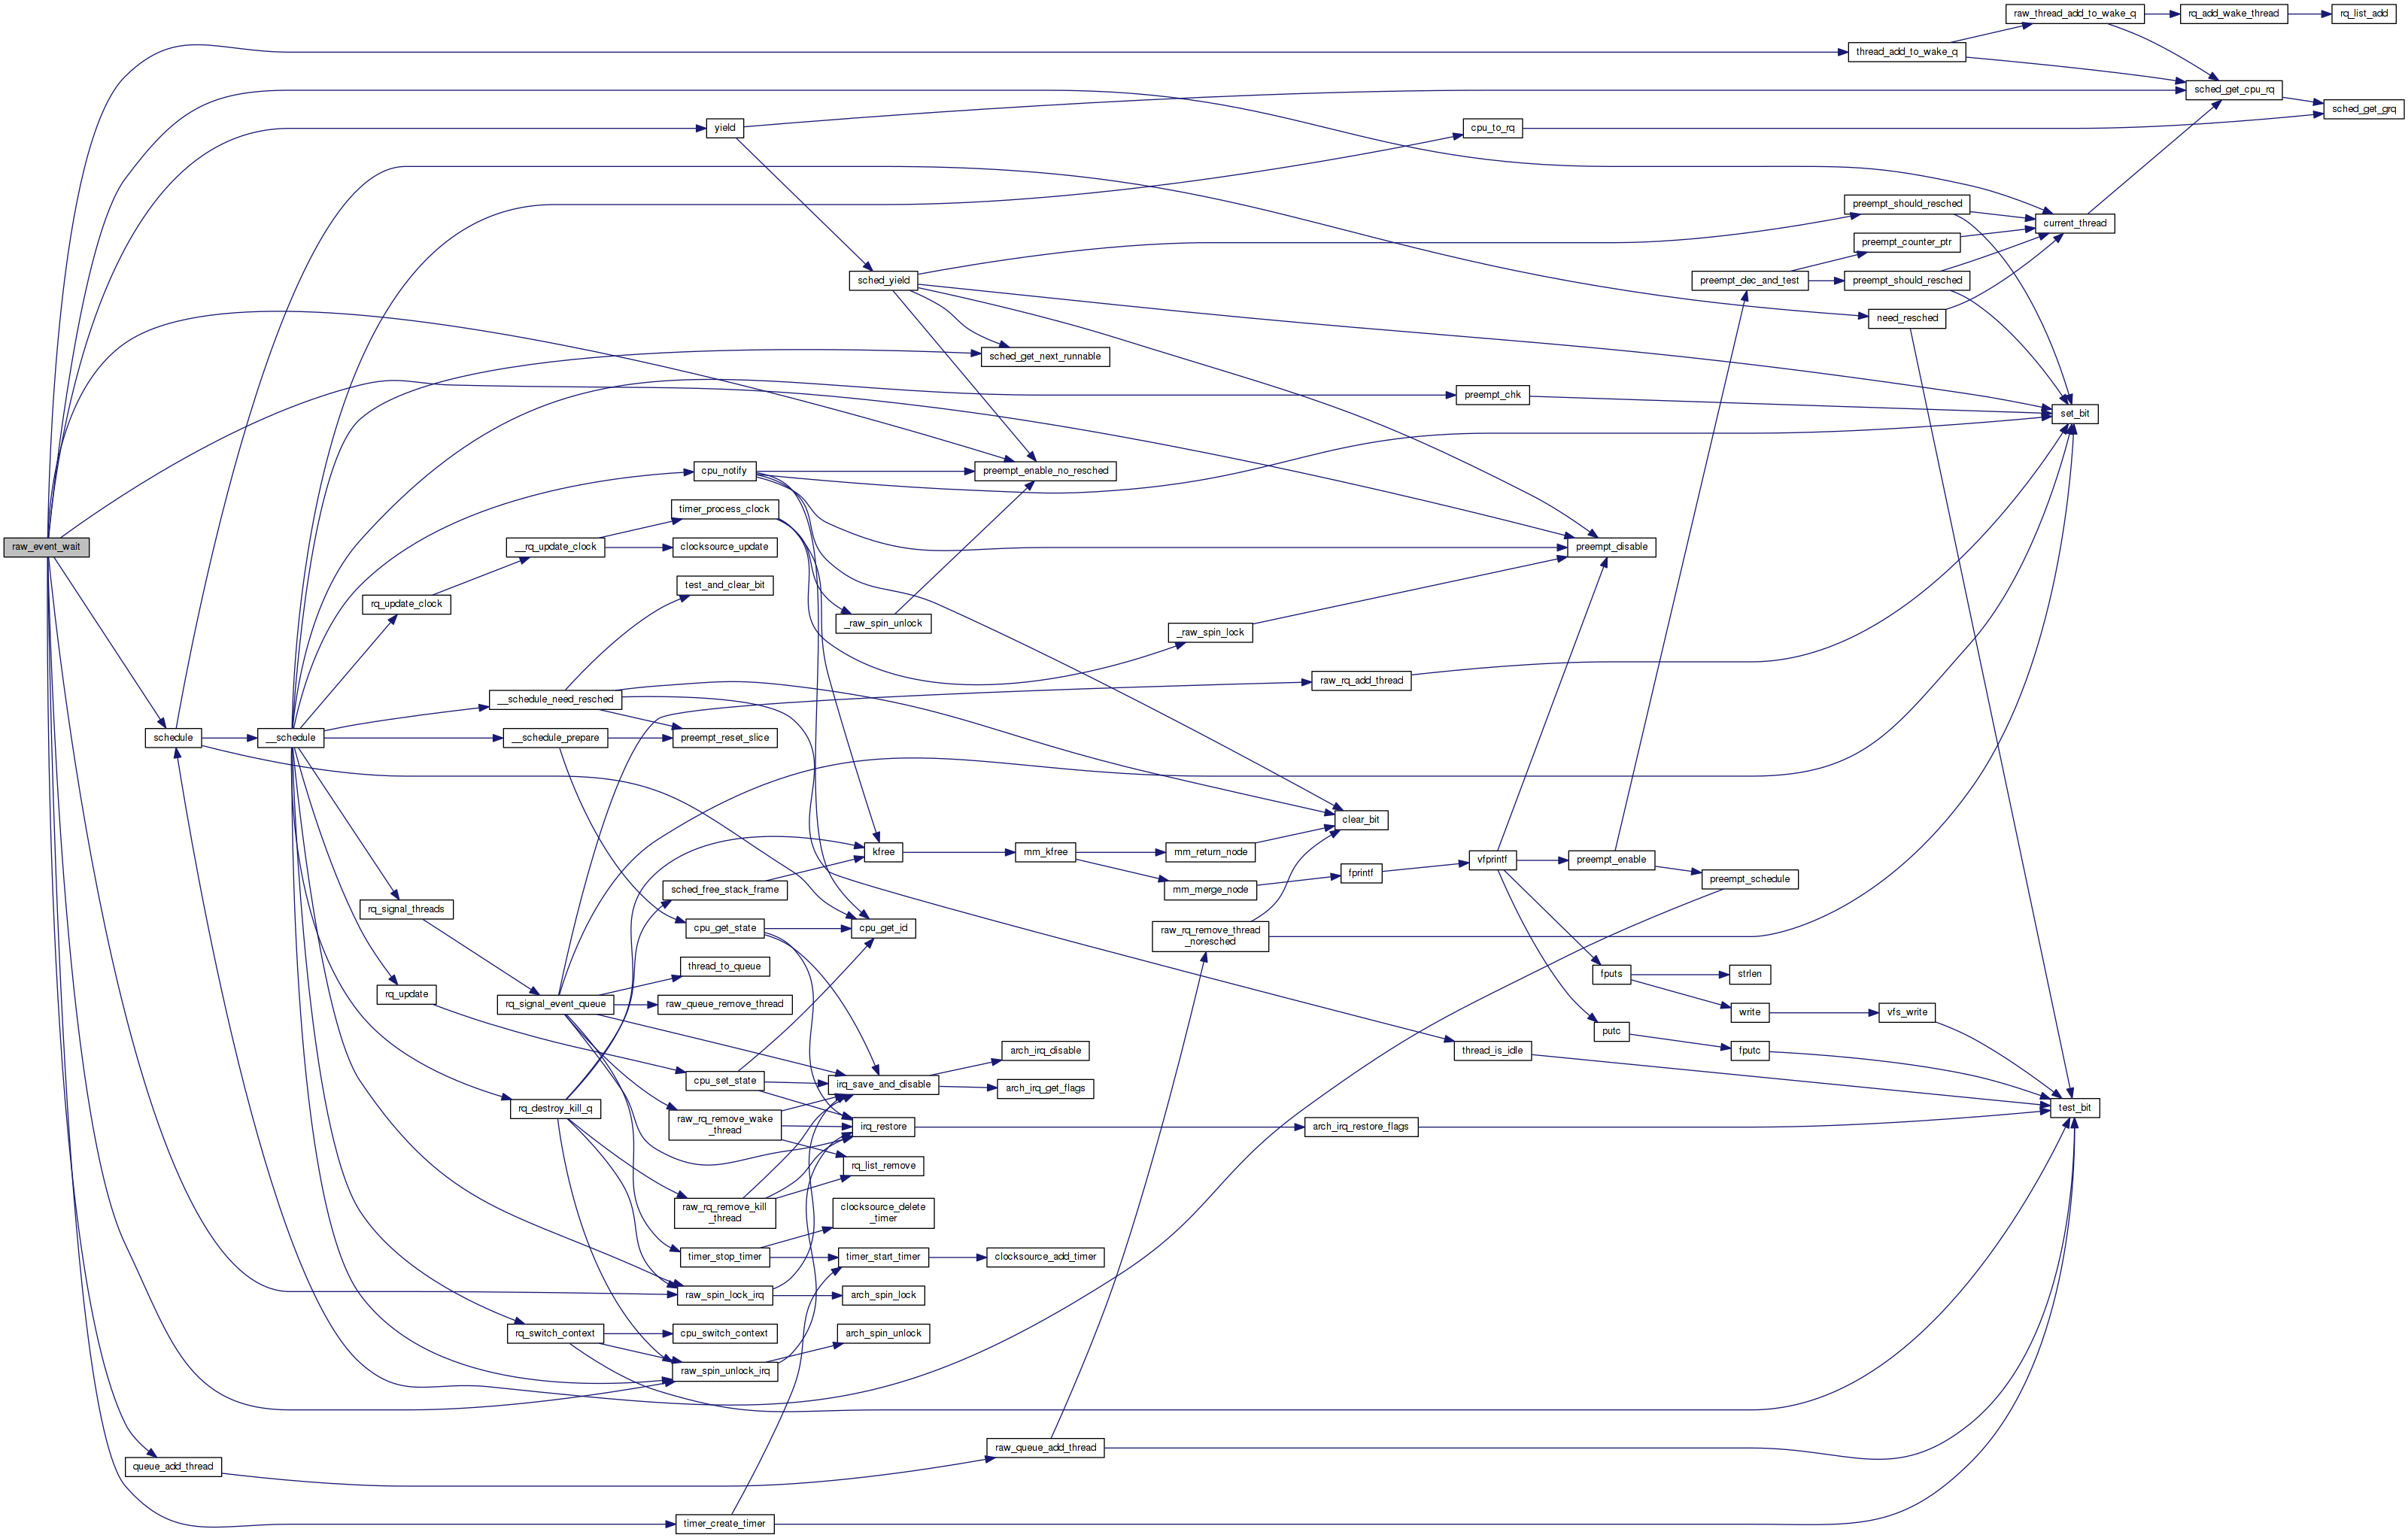 raw_thread_add_to_wake_q
rq_add_wake_thread
rq_list_add
thread_add_to_wake_q
sched_get_cpu_rq
sched_get_grq
yield
cpu_to_rq
preempt_should_resched
current_thread
preempt_counter_ptr
sched_yield
preempt_dec_and_test
preempt_should_resched
need_resched
sched_get_next_runnable
preempt_chk
set_bit
cpu_notify
preempt_enable_no_resched
timer_process_clock
raw_event_wait
__rq_update_clock
clocksource_update
preempt_disable
test_and_clear_bit
rq_update_clock
_raw_spin_unlock
_raw_spin_lock
raw_rq_add_thread
__schedule_need_resched
schedule
__schedule
__schedule_prepare
preempt_reset_slice
clear_bit
kfree
mm_kfree
mm_return_node
vfprintf
preempt_enable
fprintf
preempt_schedule
sched_free_stack_frame
mm_merge_node
rq_signal_threads
cpu_get_state
cpu_get_id
raw_rq_remove_thread
_noresched
thread_to_queue
fputs
strlen
rq_update
rq_signal_event_queue
raw_queue_remove_thread
write
vfs_write
putc
fputc
arch_irq_disable
thread_is_idle
cpu_set_state
irq_save_and_disable
arch_irq_get_flags
rq_destroy_kill_q
test_bit
raw_rq_remove_wake
_thread
irq_restore
arch_irq_restore_flags
rq_list_remove
raw_rq_remove_kill
_thread
clocksource_delete
_timer
timer_stop_timer
timer_start_timer
clocksource_add_timer
raw_spin_lock_irq
arch_spin_lock
rq_switch_context
cpu_switch_context
arch_spin_unlock
raw_spin_unlock_irq
raw_queue_add_thread
queue_add_thread
timer_create_timer